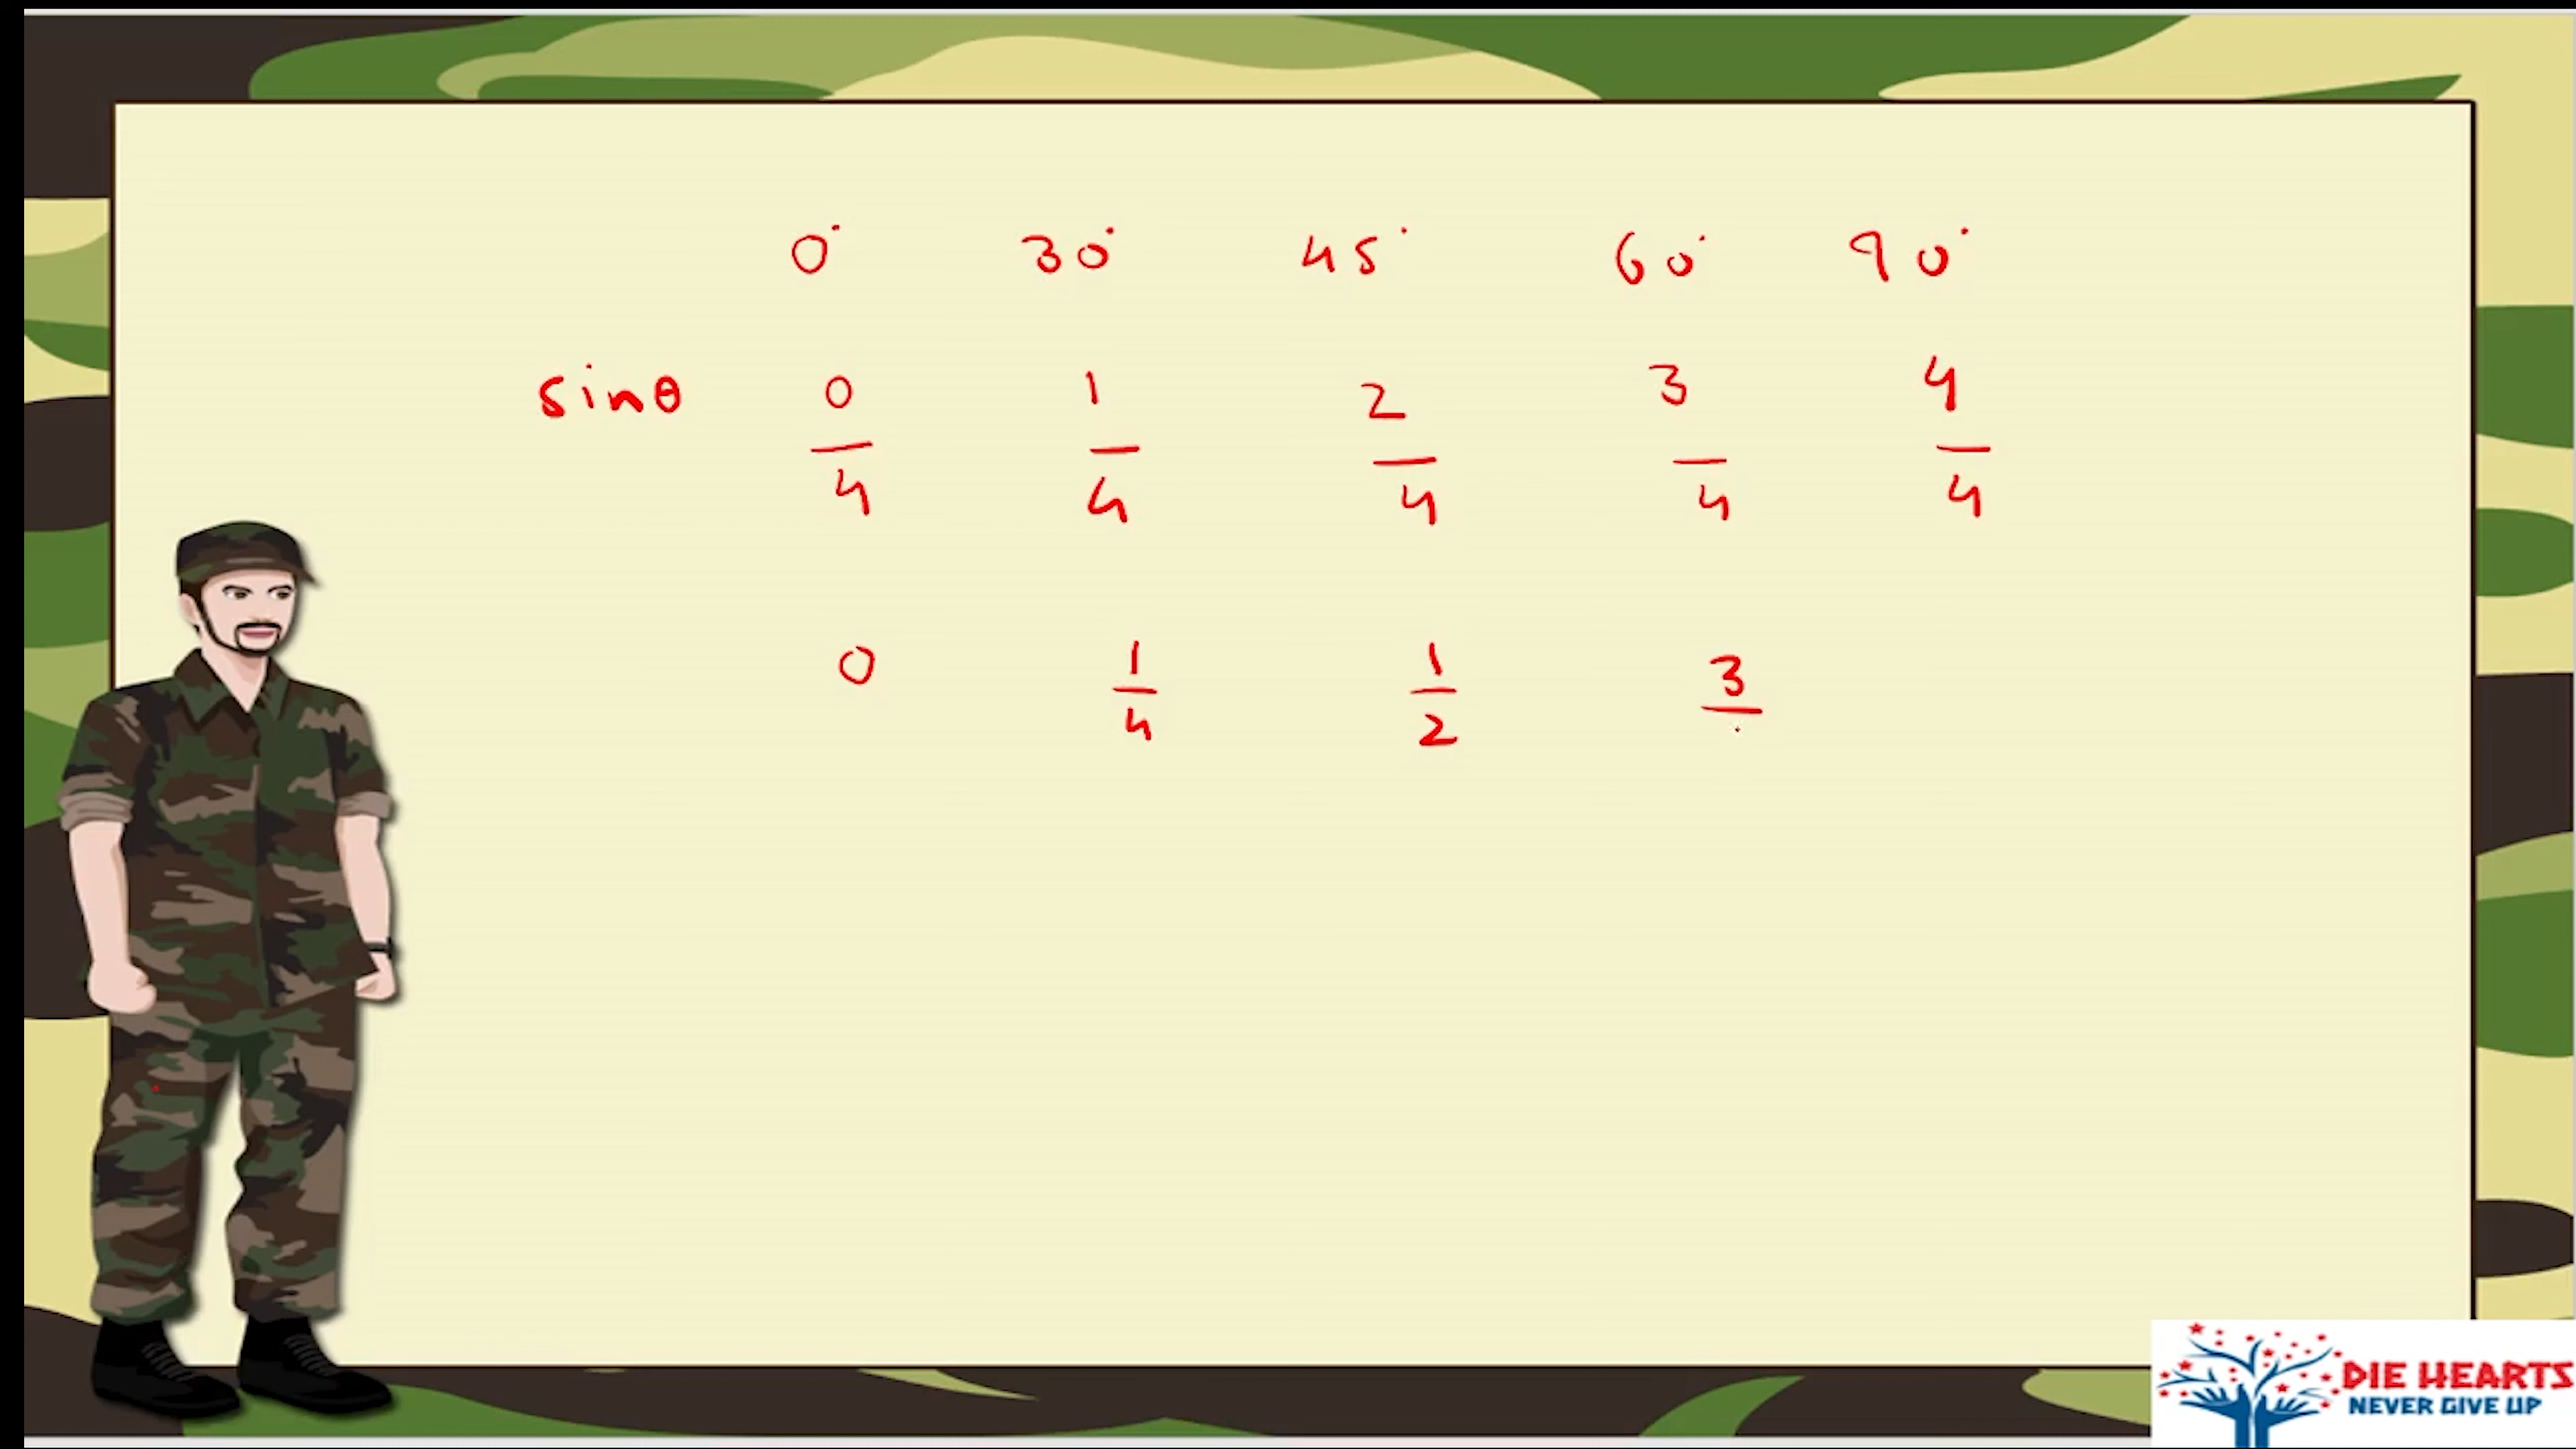 0° 30° 45° 60° 90°
sinθ 0/4 1/4 2/4 3/4 4/4
0 1/4 1/2 3/
DIE HEARTS
NEVER GIVE UP